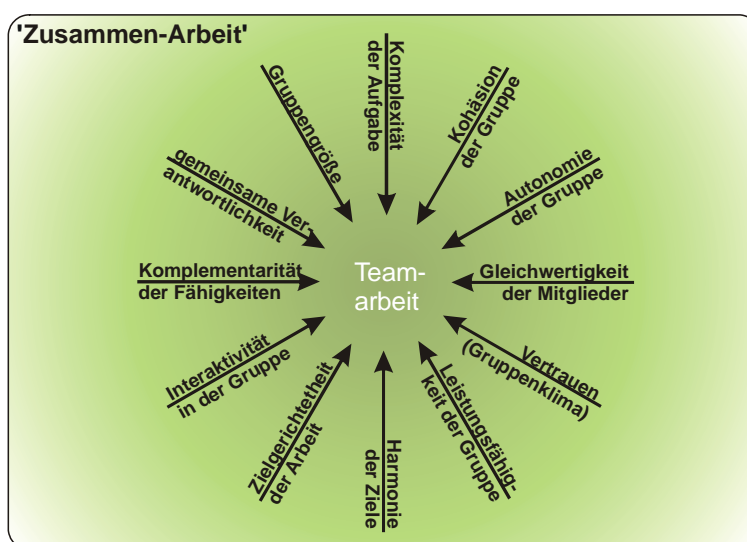 'Zusammen-Arbeit'
Komplexität
der Aufgabe
Kohäsion
der Gruppe
Autonomie
der Gruppe
Gleichwertigkeit
der Mitglieder
Vertrauen
(Gruppenklima)
Leistungsfähig-
keit der Gruppe
Harmonie
der Ziele
Zielgerichtetheit
der Arbeit
Interaktivität
in der Gruppe
Komplementarität
der Fähigkeiten
gemeinsame Ver-
antwortlichkeit
Gruppengröße
Team-
arbeit